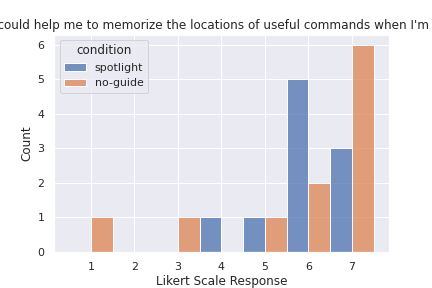 could help me to memorize the locations of useful commands when I'm
condition
spotlight
no-guide
6
5
4
3
2
1
0
Count
1 2 3 4 5 6 7
Likert Scale Response